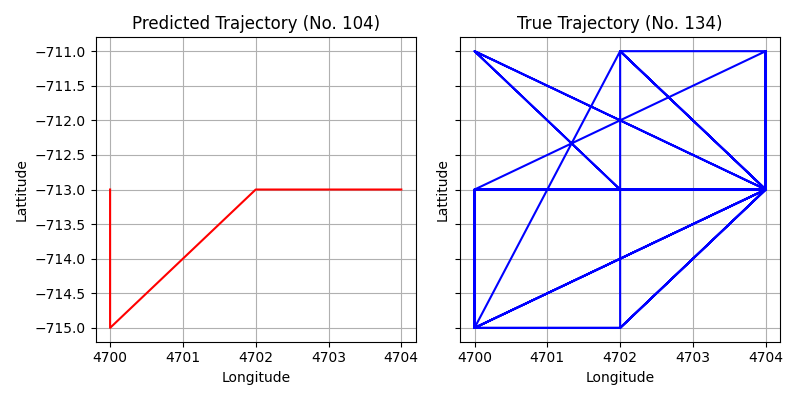 Predicted Trajectory (No. 104)
Lattitude
−711.0
−711.5
−712.0
−712.5
−713.0
−713.5
−714.0
−714.5
−715.0
4700 4701 4702 4703 4704
Longitude
True Trajectory (No. 134)
Lattitude
4700 4701 4702 4703 4704
Longitude